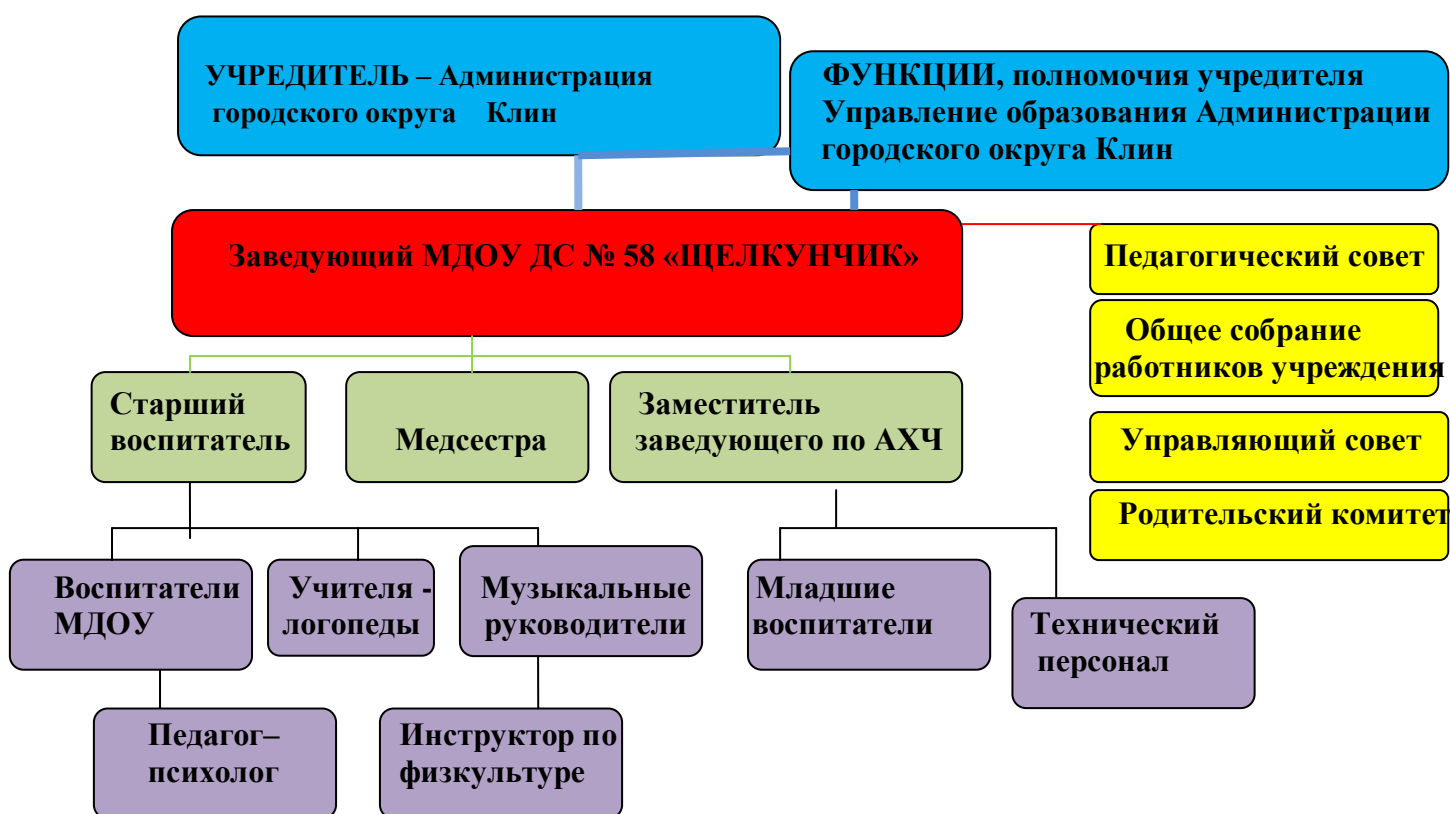 УЧРЕДИТЕЛЬ – Администрация
городского округа Клин
ФУНКЦИИ, полномочия учредителя
Управление образования Администрации
городского округа Клин
Заведующий МДОУ ДС № 58 «ЩЕЛКУНЧИК»
Педагогический совет
Общее собрание
работников учреждения
Управляющий совет
Родительский комитет
Старший
воспитатель
Медсестра
Заместитель
заведующего по АХЧ
Воспитатели
МДОУ
Учителя -
логопеды
Музыкальные
руководители
Младшие
воспитатели
Технический
персонал
Педагог–
психолог
Инструктор по
физкультуре